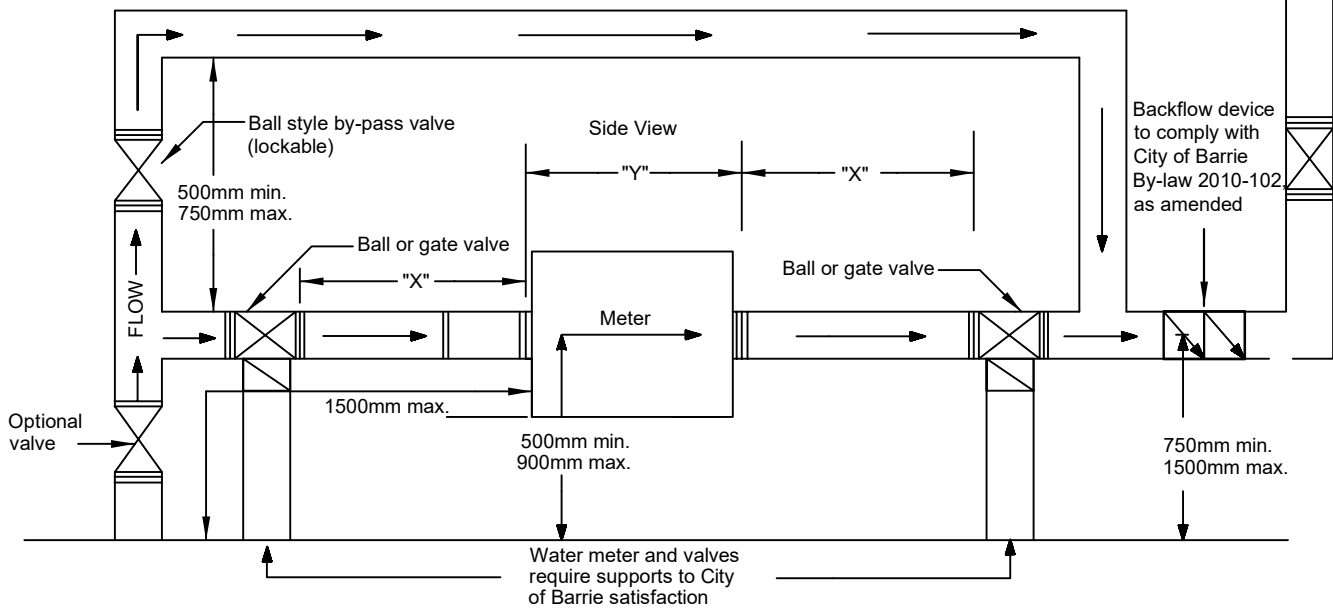 Ball style by-pass valve
(lockable)
Side View
Backflow device
to comply with
City of Barrie
By-law 2010-102,
as amended
"Y"
"X"
500mm min.
750mm max.
Ball or gate valve
Ball or gate valve
"X"
FLOW
Meter
1500mm max.
Optional
valve
500mm min.
900mm max.
750mm min.
1500mm max.
Water meter and valves
require supports to City
of Barrie satisfaction